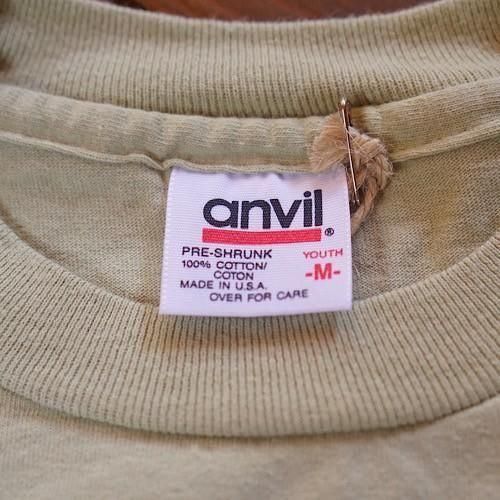 anvil®
PRE-SHRUNK
100% COTTON/
COTON
MADE IN U.S.A.
OVER FOR CARE
YOUTH
-M-